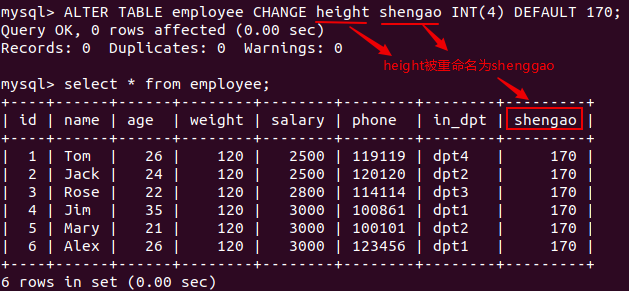 mysql> ALTER TABLE employee CHANGE height shengao INT(4) DEFAULT 170;
Query OK, 0 rows affected (0.00 sec)
Records: 0  Duplicates: 0  Warnings: 0
height被重命名为shenggao
mysql> select * from employee;
+----+------+------+--------+--------+--------+--------+---------+
| id | name | age  | weight | salary | phone  | in_dpt | shengao |
+----+------+------+--------+--------+--------+--------+---------+
|  1 | Tom  |   26 |    120 |   2500 | 119119 | dpt4   |     170 |
|  2 | Jack |   24 |    120 |   2500 | 120120 | dpt2   |     170 |
|  3 | Rose |   22 |    120 |   2800 | 114114 | dpt3   |     170 |
|  4 | Jim  |   35 |    120 |   3000 | 100861 | dpt1   |     170 |
|  5 | Mary |   21 |    120 |   3000 | 100101 | dpt2   |     170 |
|  6 | Alex |   26 |    120 |   3000 | 123456 | dpt1   |     170 |
+----+------+------+--------+--------+--------+--------+---------+
6 rows in set (0.00 sec)